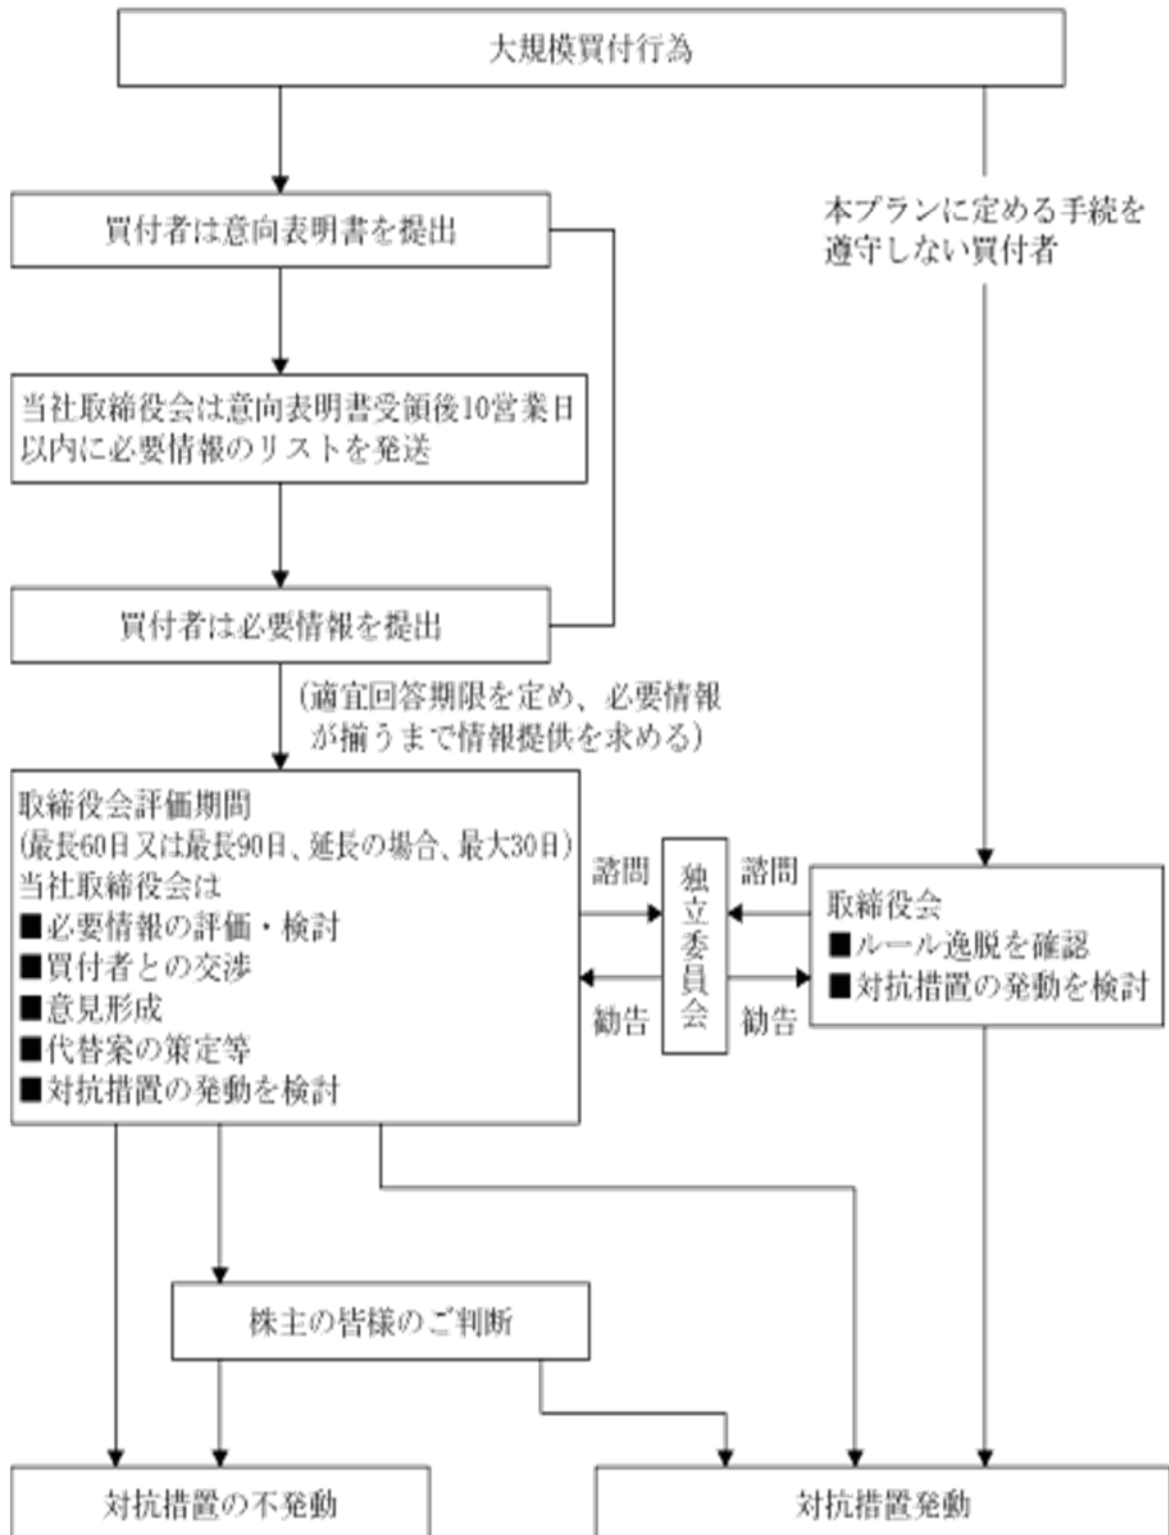 大規模買付行為
買付者は意向表明書を提出
本プランに定める手続を
遵守しない買付者
当社取締役会は意向表明書受領後10営業日
以内に必要情報のリストを発送
買付者は必要情報を提出
(適宜回答期限を定め、必要情報
が揃うまで情報提供を求める)
取締役会評価期間
(最長60日又は最長90日、延長の場合、最大30日)
当社取締役会は
■必要情報の評価・検討
■買付者との交渉
■意見形成
■代替案の策定等
■対抗措置の発動を検討
諮問
勧告
独立委員会
諮問
勧告
取締役会
■ルール逸脱を確認
■対抗措置の発動を検討
株主の皆様のご判断
対抗措置の不発動
対抗措置発動